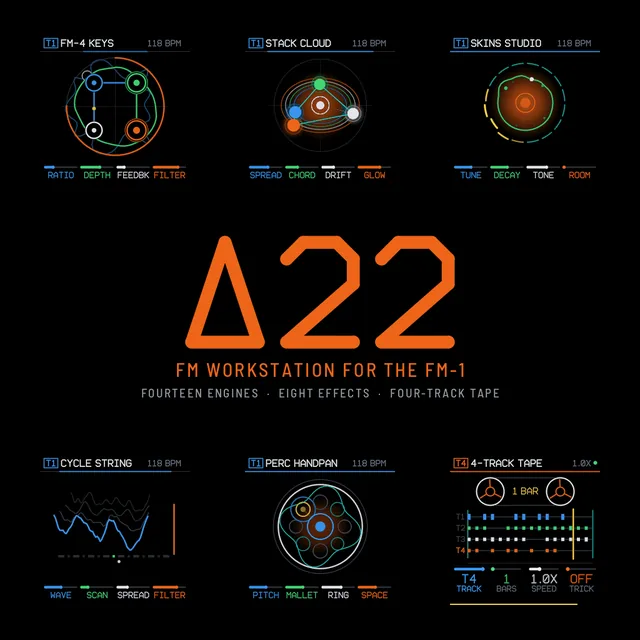 T1 FM-4 KEYS 118 BPM
T1 STACK CLOUD 118 BPM
T1 SKINS STUDIO 118 BPM
RATIO DEPTH FEEDBK FILTER
SPREAD CHORD DRIFT GLOW
TUNE DECAY TONE ROOM
Δ22
FM WORKSTATION FOR THE FM-1
FOURTEEN ENGINES · EIGHT EFFECTS · FOUR-TRACK TAPE
T1 CYCLE STRING 118 BPM
T1 PERC HANDPAN 118 BPM
T4 4-TRACK TAPE 1.0X
1 BAR
T1
T2
T3
T4
WAVE SCAN SPREAD FILTER
PITCH MALLET RING SPACE
T4 1 1.0X OFF
TRACK BARS SPEED TRICK